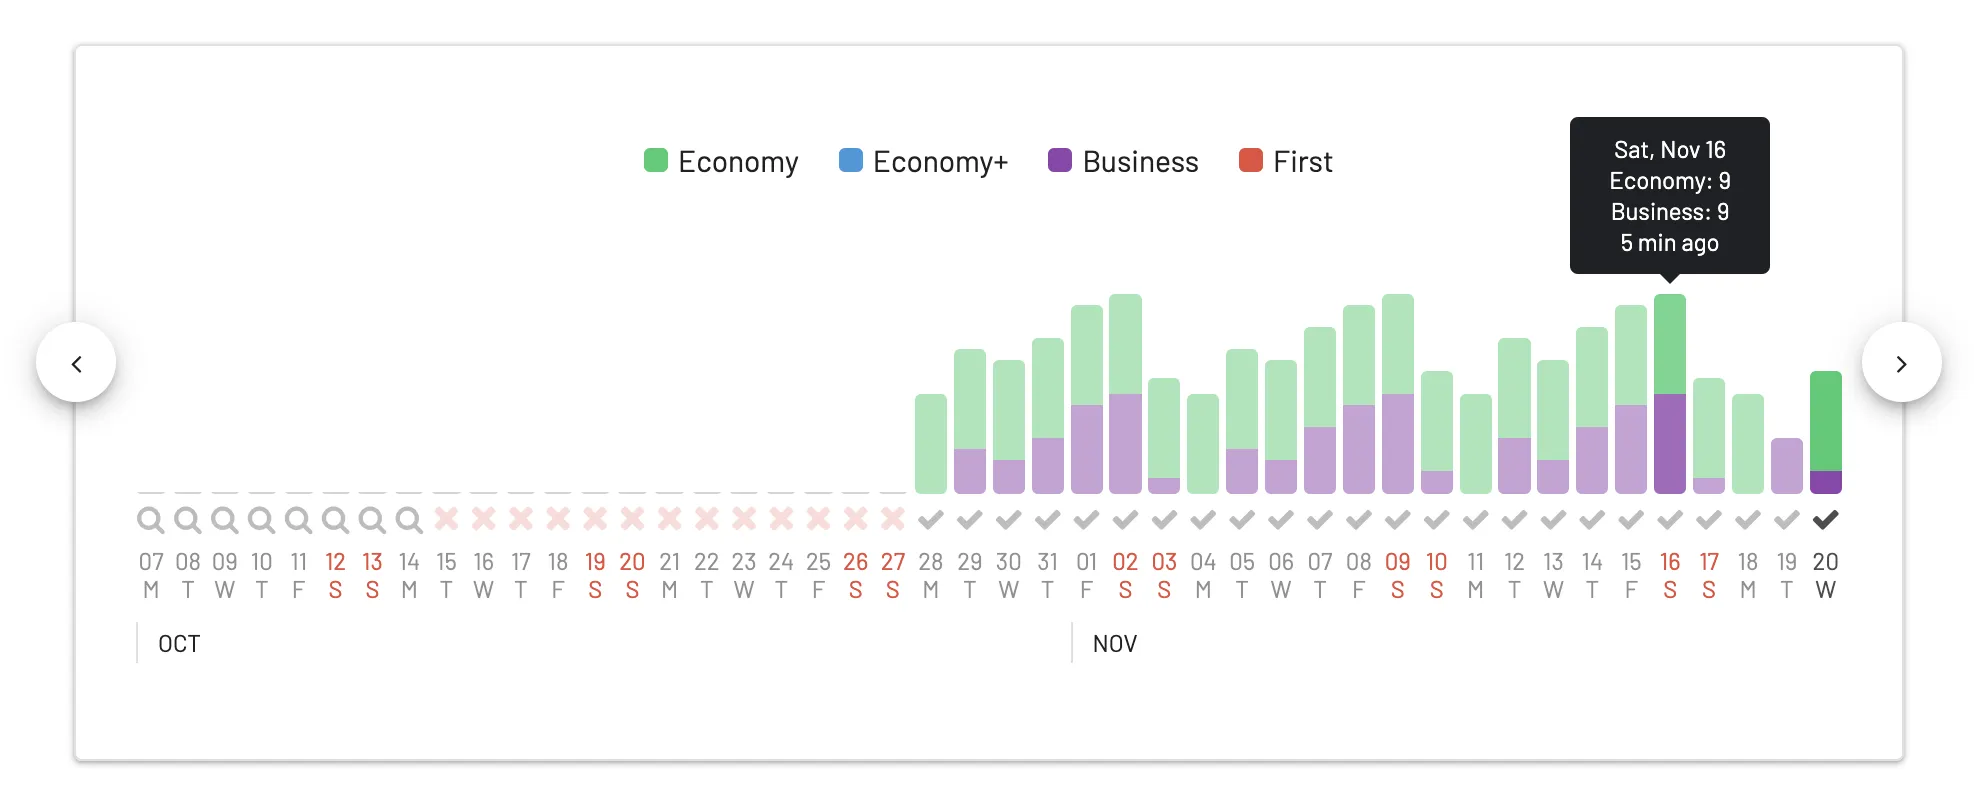 Economy Economy+ Business First
Sat, Nov 16
Economy: 9
Business: 9
5 min ago
07 08 09 10 11 12 13 14 15 16 17 18 19 20 21 22 23 24 25 26 27 28 29 30 31 01 02 03 04 05 06 07 08 09 10 11 12 13 14 15 16 17 18 19 20
M T W T F S S M T W T F S S M T W T F S S M T W T F S S M T W T F S S M T W T F S S M T W
OCT NOV